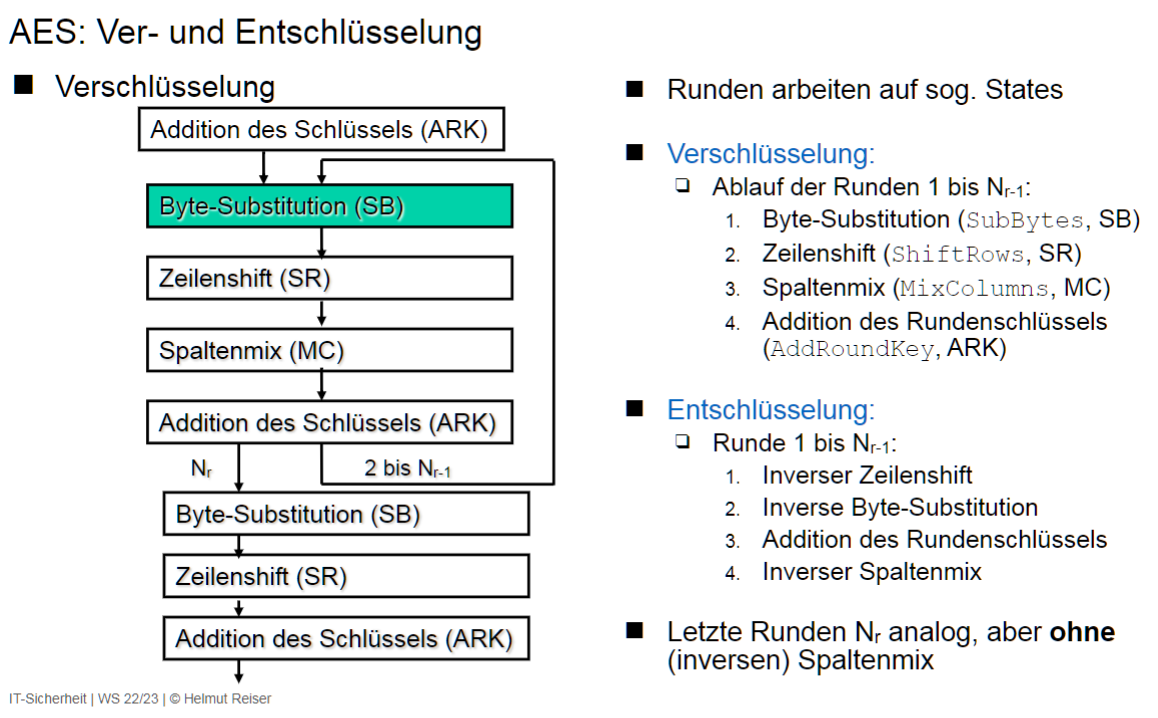 AES: Ver- und Entschlüsselung
■ Verschlüsselung
Addition des Schlüssels (ARK)
Byte-Substitution (SB)
Zeilenshift (SR)
Spaltenmix (MC)
Addition des Schlüssels (ARK)
Nr
2 bis Nr-1
Byte-Substitution (SB)
Zeilenshift (SR)
Addition des Schlüssels (ARK)
■ Runden arbeiten auf sog. States
■ Verschlüsselung:
❑ Ablauf der Runden 1 bis Nr-1:
1. Byte-Substitution (SubBytes, SB)
2. Zeilenshift (ShiftRows, SR)
3. Spaltenmix (MixColumns, MC)
4. Addition des Rundenschlüssels
(AddRoundKey, ARK)
■ Entschlüsselung:
❑ Runde 1 bis Nr-1:
1. Inverser Zeilenshift
2. Inverse Byte-Substitution
3. Addition des Rundenschlüssels
4. Inverser Spaltenmix
■ Letzte Runden Nr analog, aber ohne
(inversen) Spaltenmix
IT-Sicherheit | WS 22/23 | © Helmut Reiser